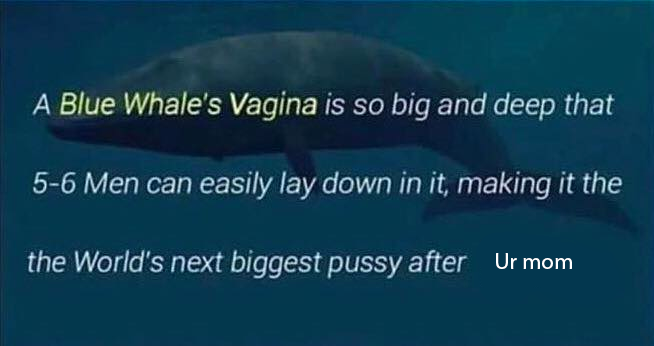 A Blue Whale's Vagina is so big and deep that
5-6 Men can easily lay down in it, making it the
the World's next biggest pussy after Ur mom